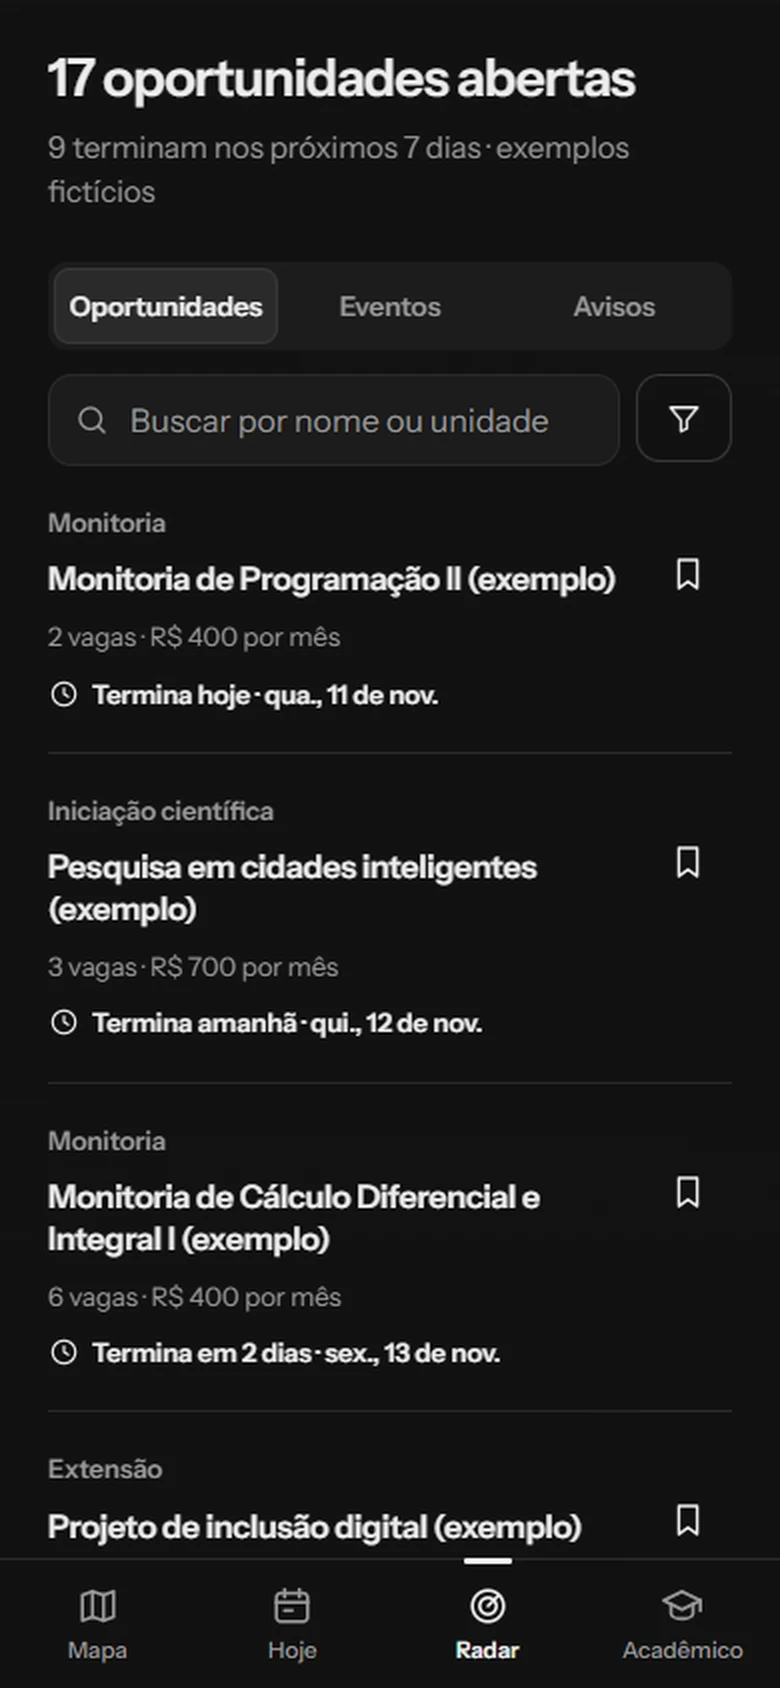 17 oportunidades abertas
9 terminam nos próximos 7 dias · exemplos
fictícios
Oportunidades
Eventos
Avisos
Buscar por nome ou unidade
Monitoria
Monitoria de Programação II (exemplo)
2 vagas · R$ 400 por mês
Termina hoje · qua., 11 de nov.
Iniciação científica
Pesquisa em cidades inteligentes
(exemplo)
3 vagas · R$ 700 por mês
Termina amanhã · qui., 12 de nov.
Monitoria
Monitoria de Cálculo Diferencial e
Integral I (exemplo)
6 vagas · R$ 400 por mês
Termina em 2 dias · sex., 13 de nov.
Extensão
Projeto de inclusão digital (exemplo)
Mapa
Hoje
Radar
Acadêmico